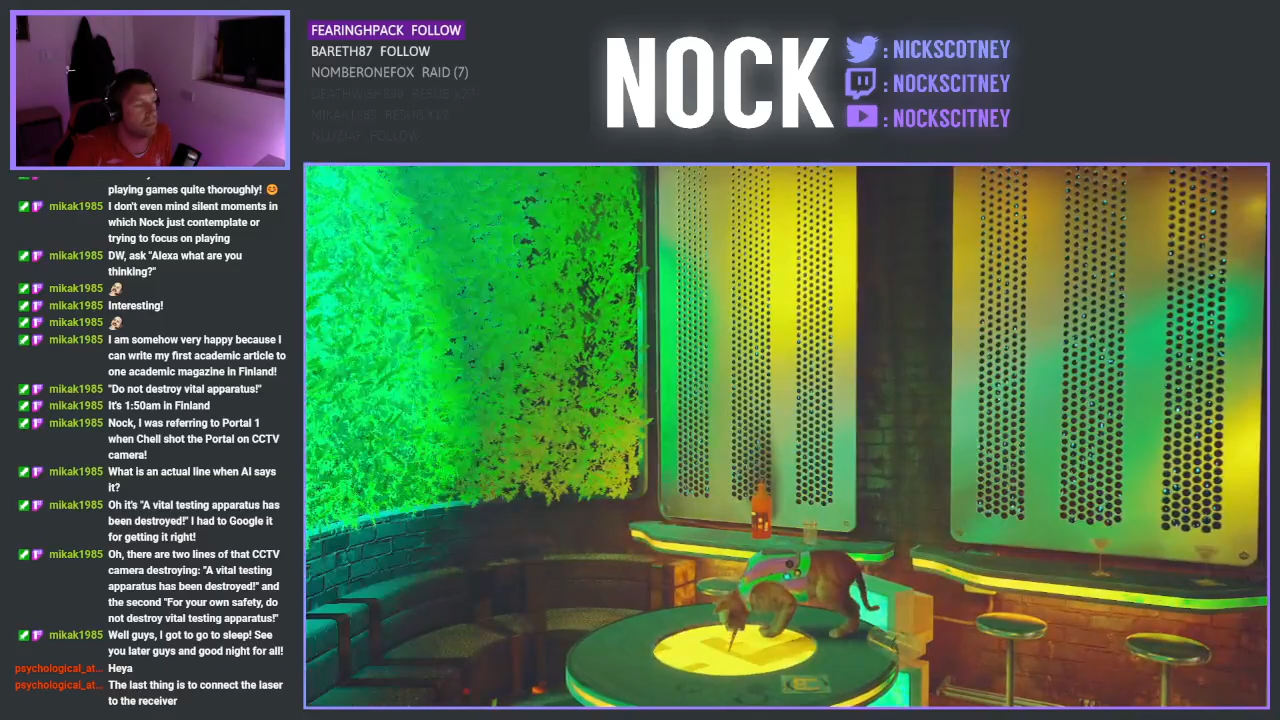 FEARINGHPACK FOLLOW
BARETH87 FOLLOW
NOMBERONEFOX RAID (7)
NOCK
: NICKSCOTNEY
: NOCKSCITNEY
: NOCKSCITNEY
playing games quite thoroughly!
mikak1985 I don't even mind silent moments in
which Nock just contemplate or
trying to focus on playing
mikak1985 DW, ask "Alexa what are you
thinking?"
mikak1985
mikak1985 Interesting!
mikak1985
mikak1985 I am somehow very happy because I
can write my first academic article to
one academic magazine in Finland!
mikak1985 "Do not destroy vital apparatus!"
mikak1985 It's 1:50am in Finland
mikak1985 Nock, I was referring to Portal 1
when Chell shot the Portal on CCTV
camera!
mikak1985 What is an actual line when AI says
it?
mikak1985 Oh it's "A vital testing apparatus has
been destroyed!" I had to Google it
for getting it right!
mikak1985 Oh, there are two lines of that CCTV
camera destroying: "A vital testing
apparatus has been destroyed!" and
the second "For your own safety, do
not destroy vital testing apparatus!"
mikak1985 Well guys, I got to go to sleep! See
you later guys and good night for all!
psychological_at... Heya
psychological_at... The last thing is to connect the laser
to the receiver